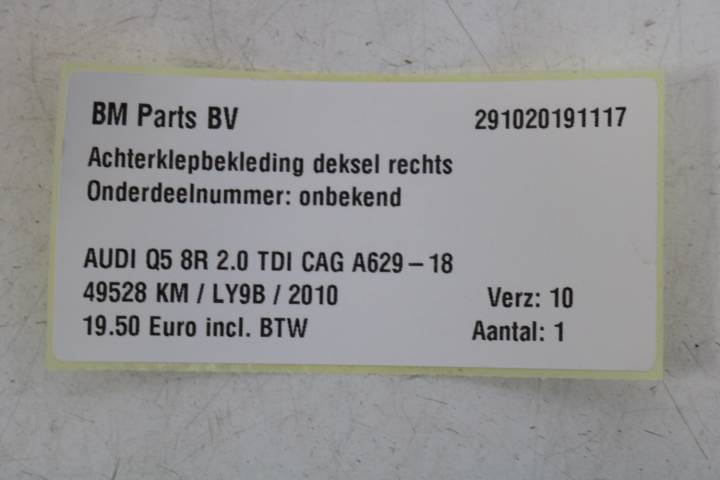 BM Parts BV 291020191117
Achterklepbekleding deksel rechts
Onderdeelnummer: onbekend
AUDI Q5 8R 2.0 TDI CAG A629 – 18
49528 KM / LY9B / 2010 Verz: 10
19.50 Euro incl. BTW Aantal: 1